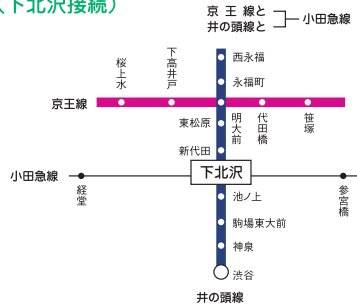 （下北沢接続）
京王線と
井の頭線と
小田急線
西永福
永福町
桜上水
下高井戸
京王線
明大前
代田橋
笹塚
東松原
新代田
小田急線
下北沢
経堂
参宮橋
池ノ上
駒場東大前
神泉
渋谷
井の頭線